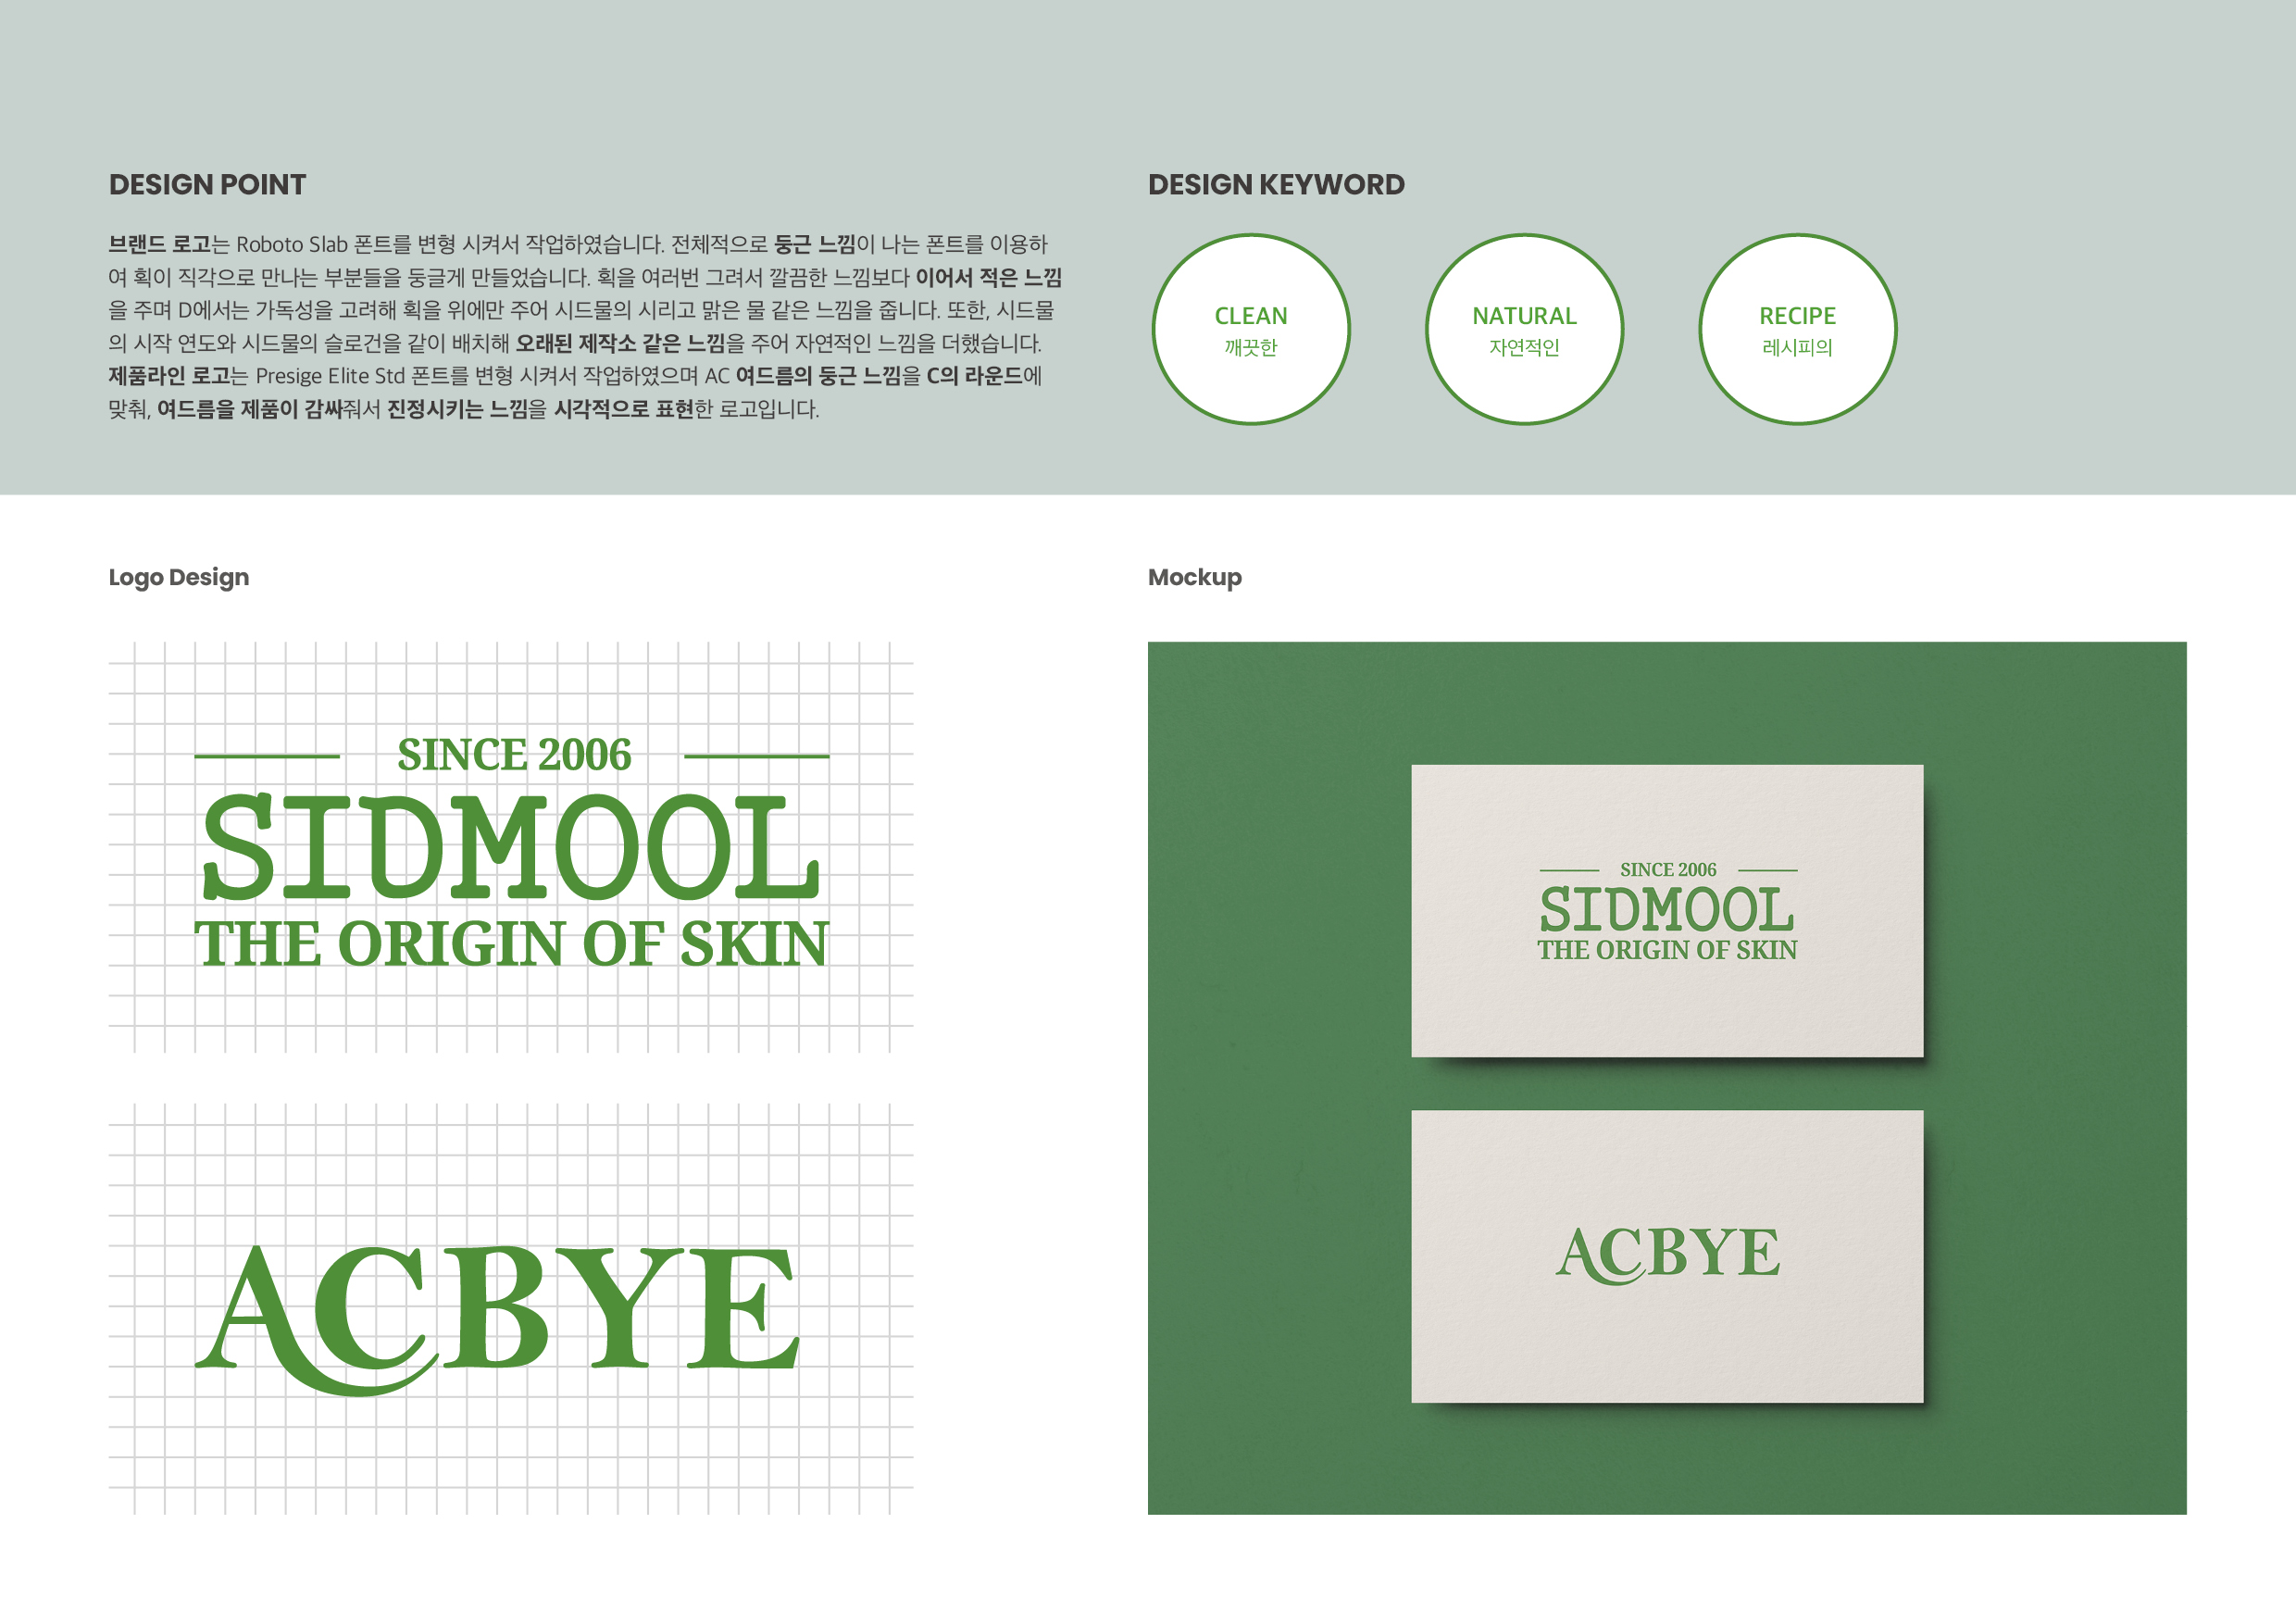 DESIGN POINT
브랜드 로고는 Roboto Slab 폰트를 변형 시켜서 작업하였습니다. 전체적으로 둥근 느낌이 나는 폰트를 이용하
여 획이 직각으로 만나는 부분들을 둥글게 만들었습니다. 획을 여러번 그려서 깔끔한 느낌보다 이어서 적은 느낌
을 주며 D에서는 가독성을 고려해 획을 위에만 주어 시드물의 시리고 맑은 물 같은 느낌을 줍니다. 또한, 시드물
의 시작 연도와 시드물의 슬로건을 같이 배치해 오래된 제작소 같은 느낌을 주어 자연적인 느낌을 더했습니다.
제품라인 로고는 Presige Elite Std 폰트를 변형 시켜서 작업하였으며 AC 여드름의 둥근 느낌을 C의 라운드에
맞춰, 여드름을 제품이 감싸줘서 진정시키는 느낌을 시각적으로 표현한 로고입니다.
DESIGN KEYWORD
CLEAN
깨끗한
NATURAL
자연적인
RECIPE
레시피의
Logo Design
SINCE 2006
SIDMOOL
THE ORIGIN OF SKIN
ACBYE
Mockup
SINCE 2006
SIDMOOL
THE ORIGIN OF SKIN
ACBYE